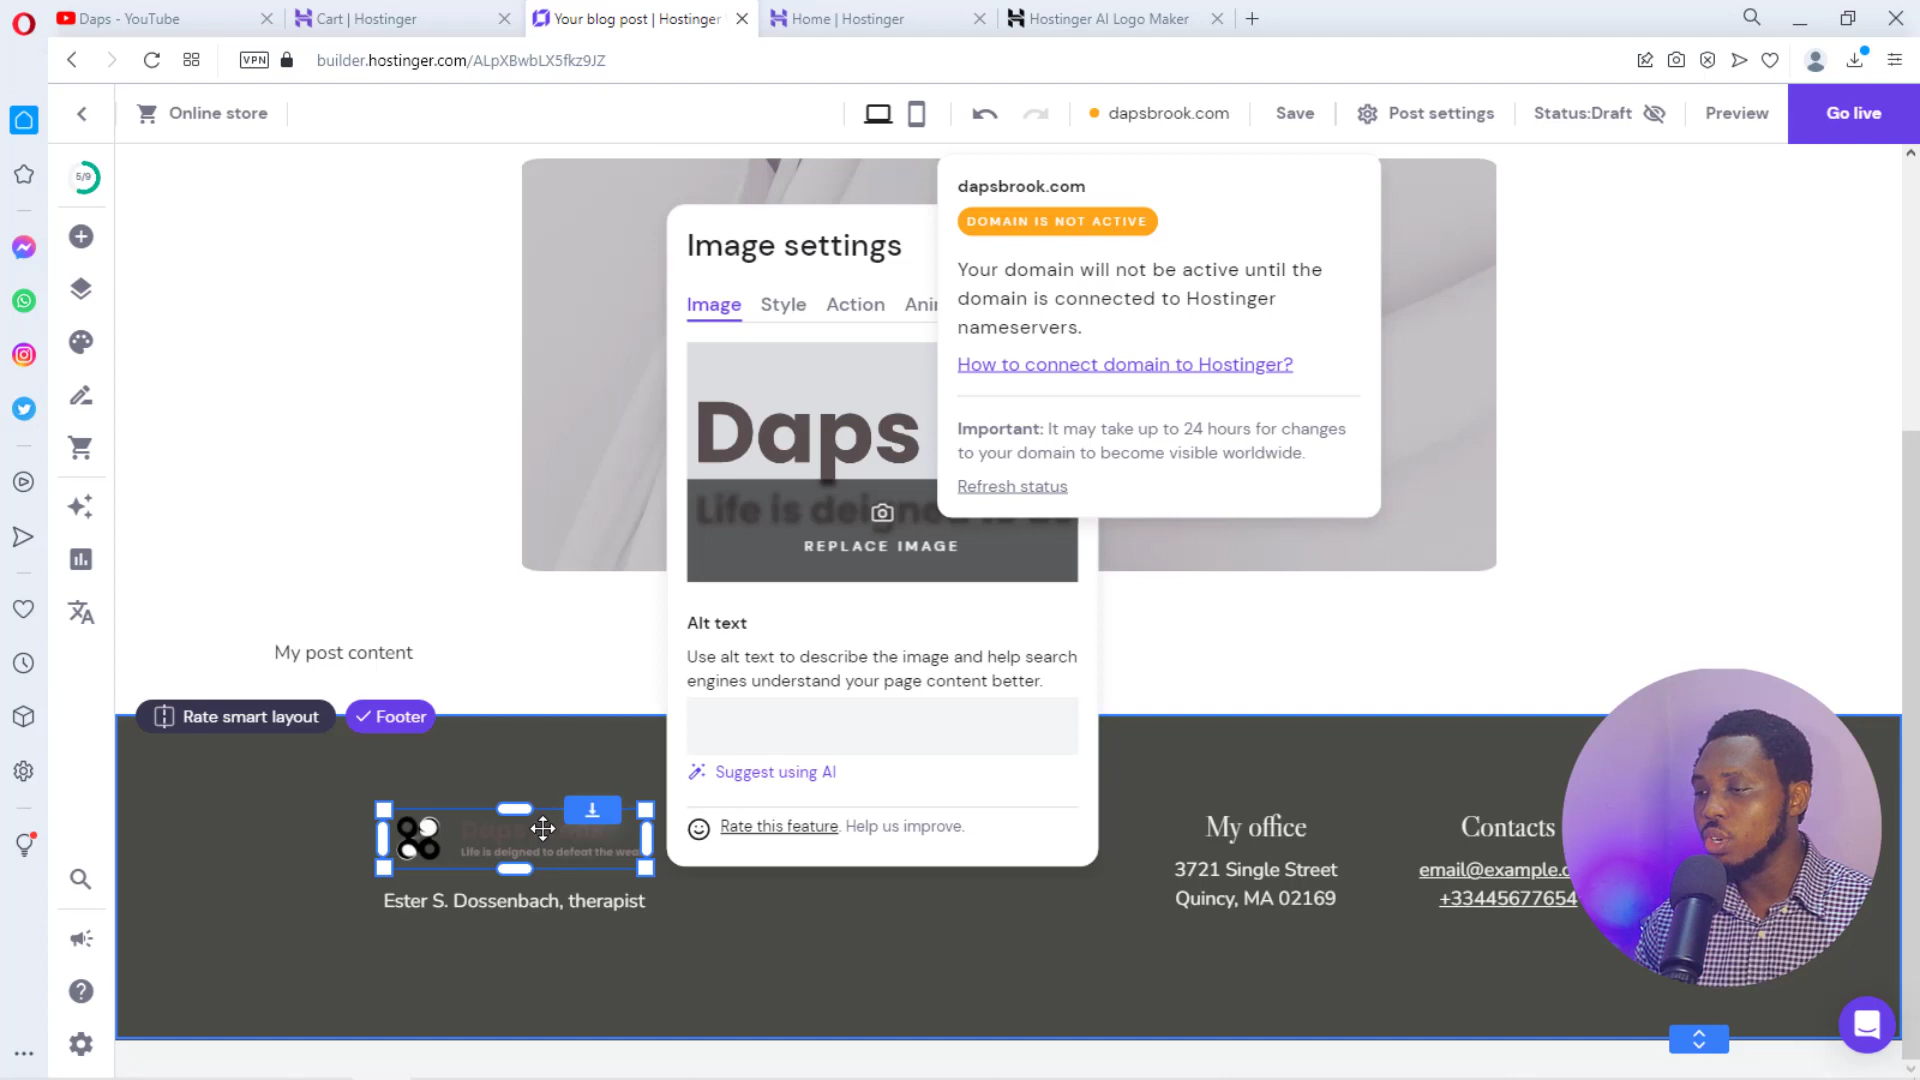 Daps - YouTube
Cart | Hostinger
Your blog post | Hostinger
Home | Hostinger
Hostinger AI Logo Maker
VPN
builder.hostinger.com/ALpXBwbLX5fkz9JZ
Online store
dapsbrook.com
Save
Post settings
Status:Draft
Preview
Go live
5/9
dapsbrook.com
DOMAIN IS NOT ACTIVE
Your domain will not be active until the
domain is connected to Hostinger
nameservers.
How to connect domain to Hostinger?
Important: It may take up to 24 hours for changes
to your domain to become visible worldwide.
Refresh status
Image settings
Image
Style
Action
Daps
Life is deigned
REPLACE IMAGE
Alt text
Use alt text to describe the image and help search
engines understand your page content better.
Suggest using AI
Rate this feature. Help us improve.
My post content
Rate smart layout
Footer
Life is deigned to defeat the
Ester S. Dossenbach, therapist
My office
3721 Single Street
Quincy, MA 02169
Contacts
email@example.c
+33445677654